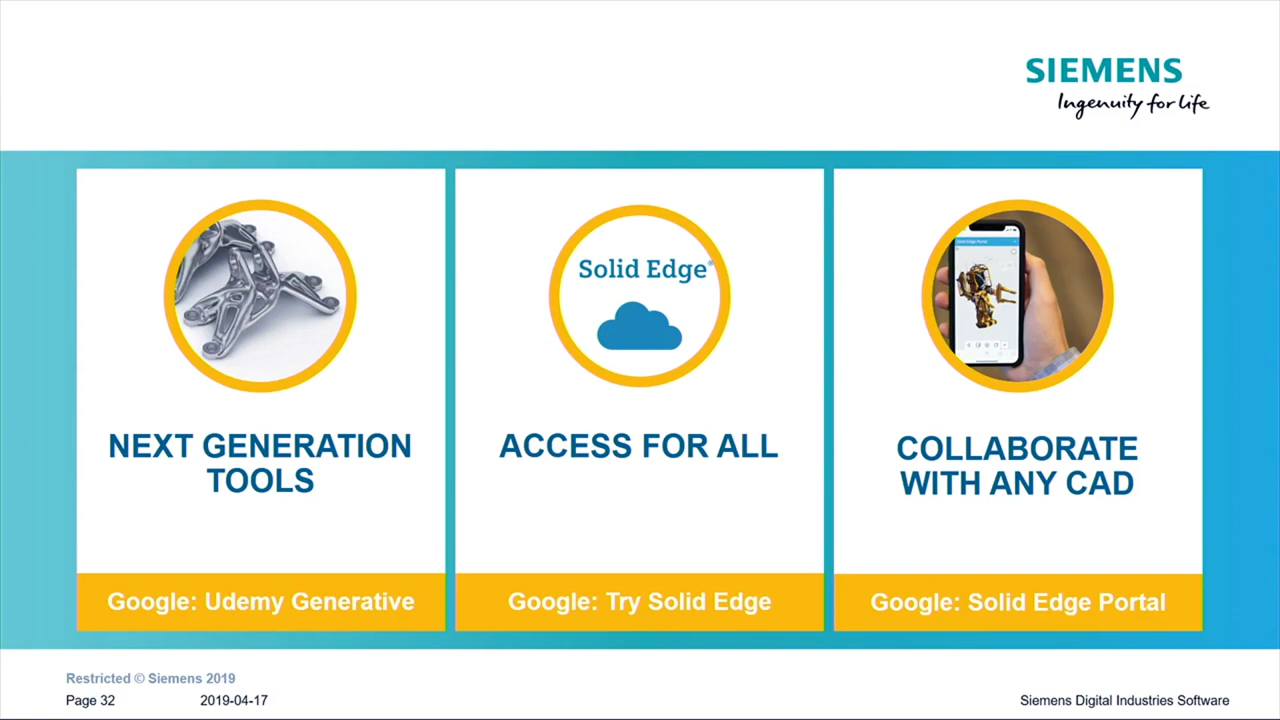 SIEMENS
Ingenuity for life
Solid Edge®
NEXT GENERATION
TOOLS
ACCESS FOR ALL
COLLABORATE
WITH ANY CAD
Google: Udemy Generative
Google: Try Solid Edge
Google: Solid Edge Portal
Restricted © Siemens 2019
Page 32
2019-04-17
Siemens Digital Industries Software